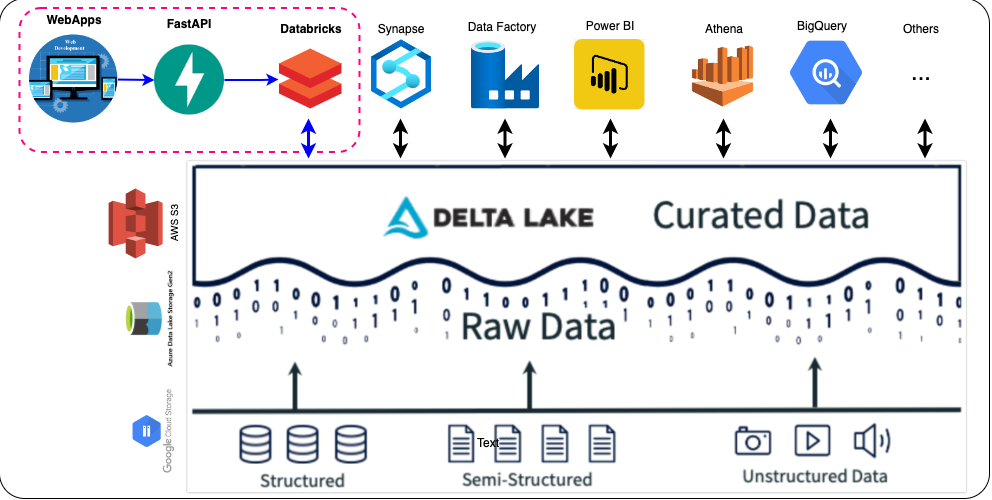 WebApps
FastAPI
Databricks
Synapse
Data Factory
Power BI
Athena
BigQuery
Others
Web
Development
...
AWS S3
DELTA LAKE
Curated Data
Azure Data Lake Storage Gen2
Raw Data
Google Cloud Storage
Text
Structured
Semi-Structured
Unstructured Data